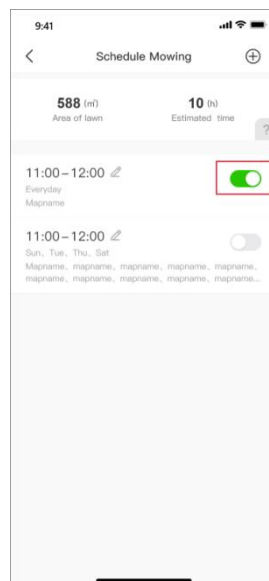 9:41
Schedule Mowing
588 (㎡) 10 (h)
Area of lawn Estimated time
?
11:00–12:00
Everyday
Mapname
11:00–12:00
Sun、Tue、Thu、Sat
Mapname、mapname、mapname、mapname、mapname、
mapname、mapname、mapname、mapname、mapname...